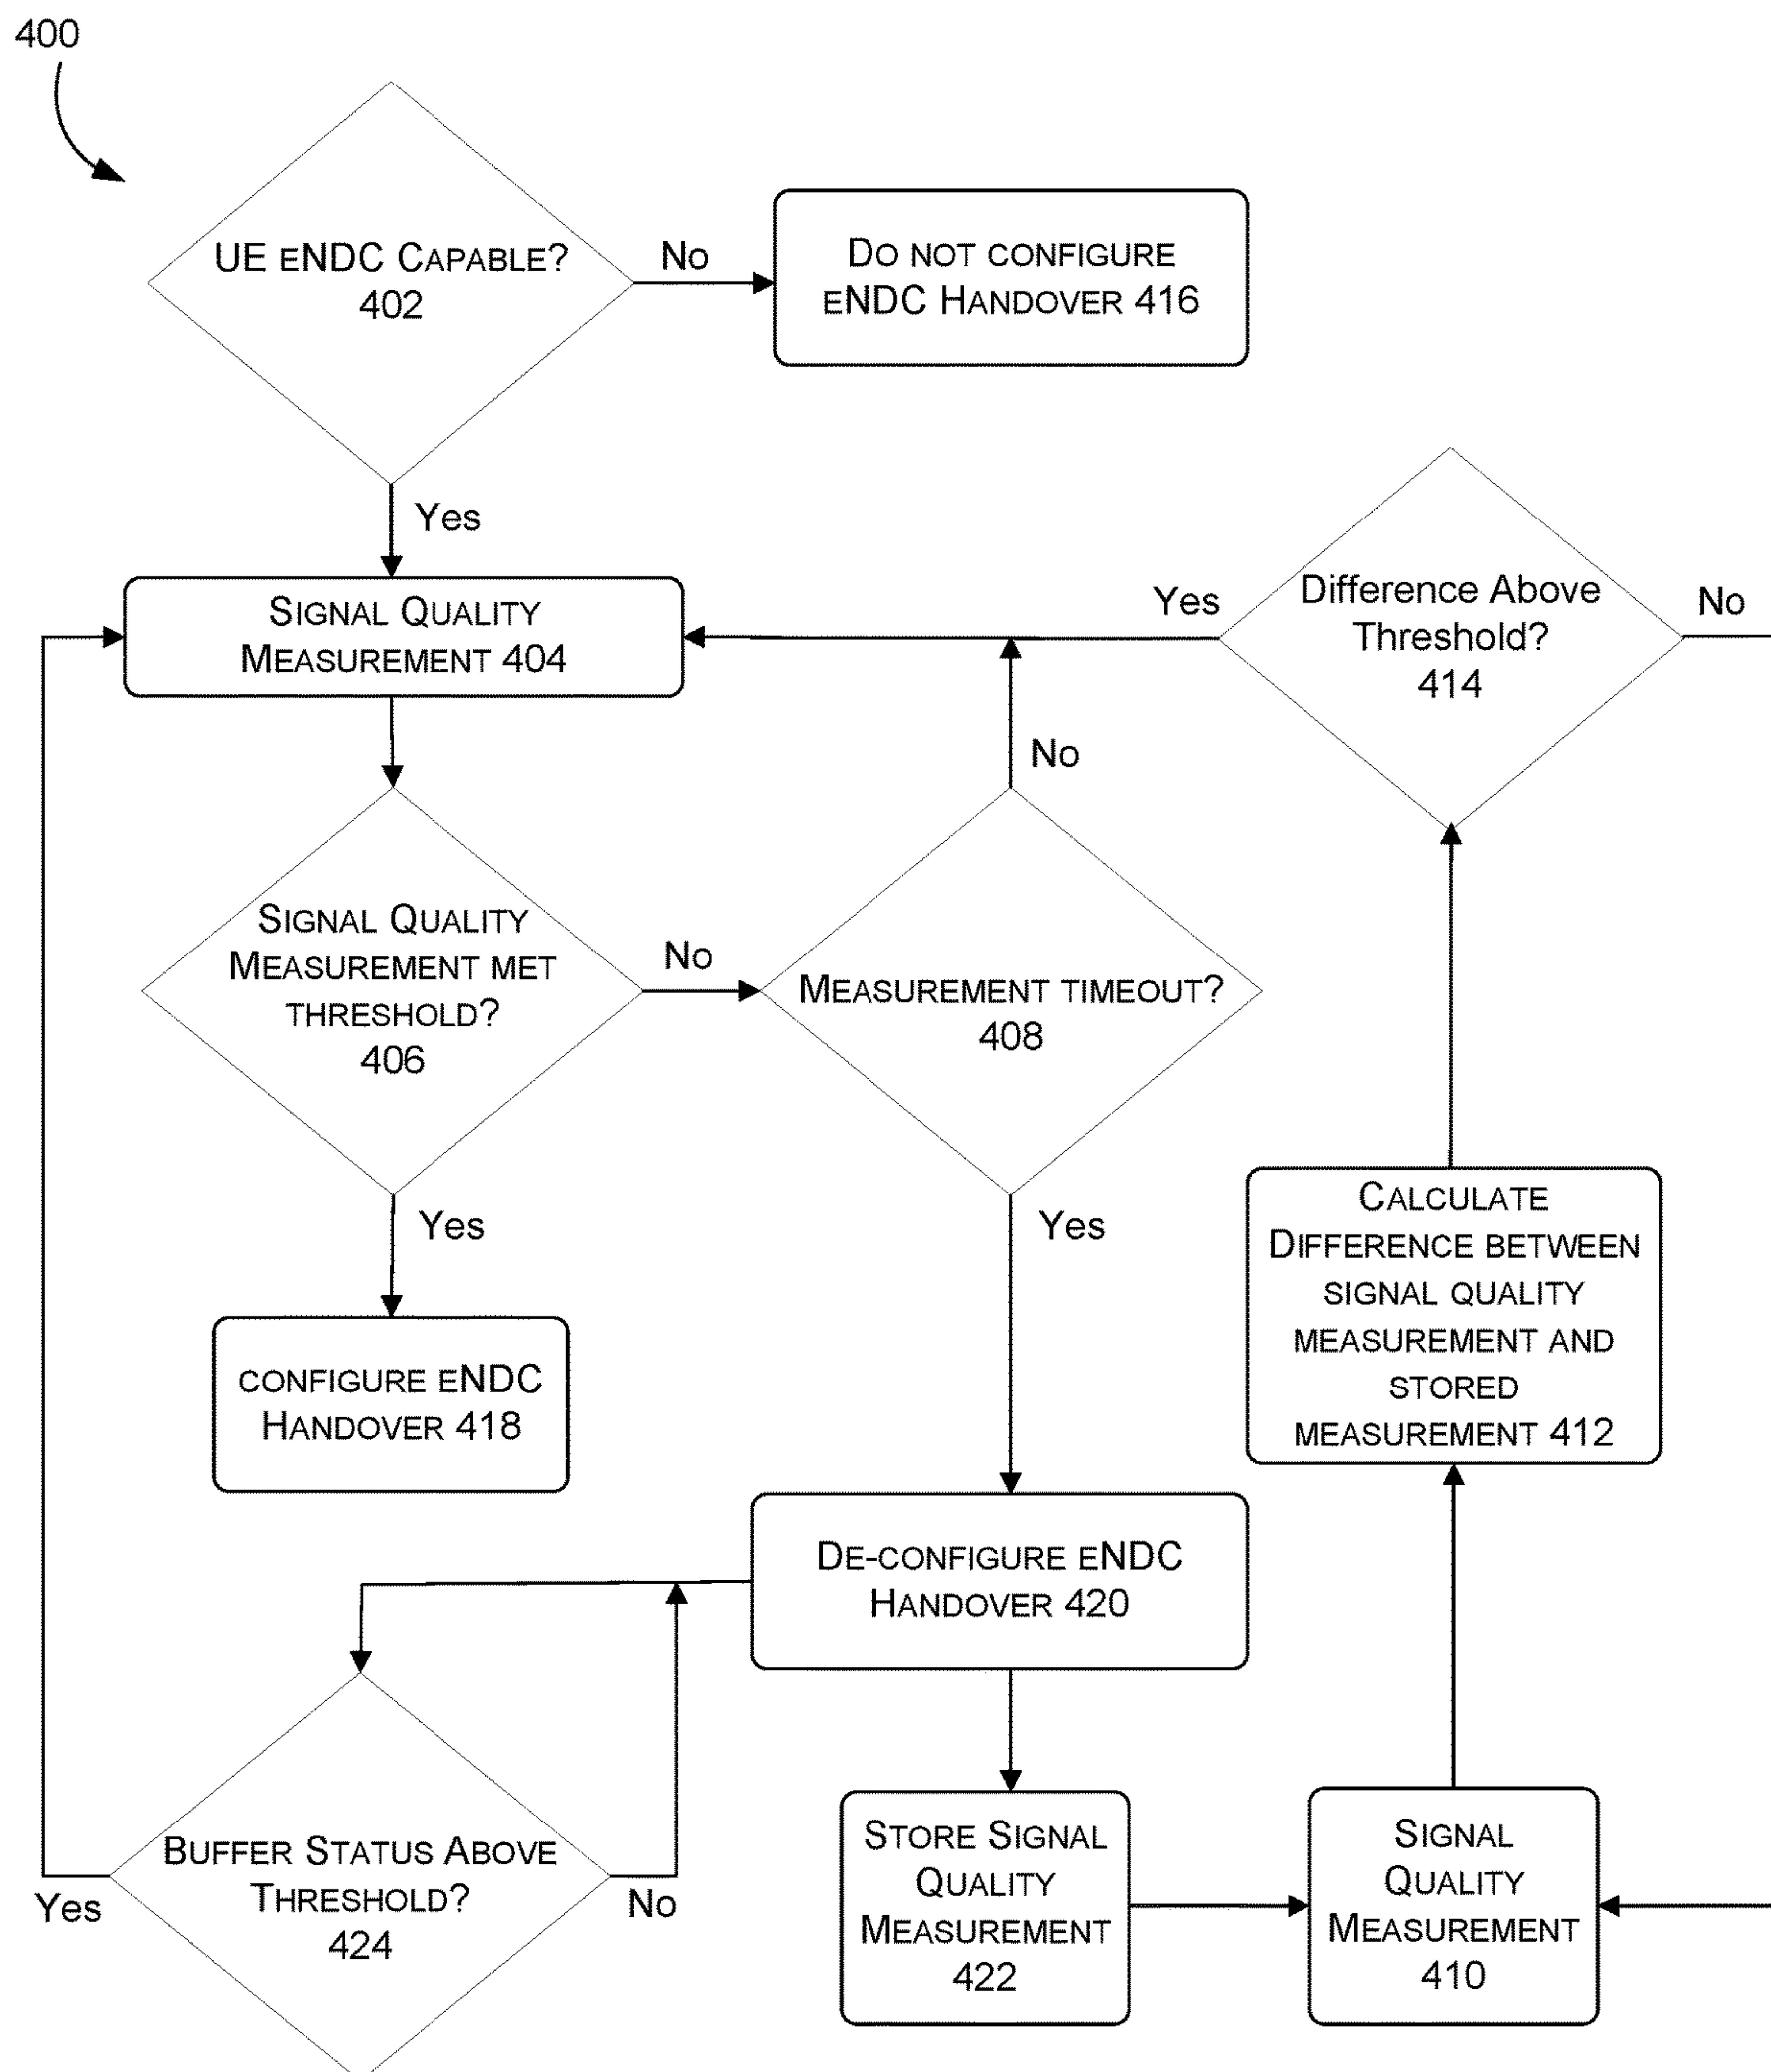 400
UE eNDC Capable?
402
No
Do not configure
eNDC Handover 416
Yes
Signal Quality
Measurement 404
Yes
Difference Above
Threshold?
414
No
No
Signal Quality
Measurement met
threshold?
406
No
Measurement timeout?
408
Yes
Yes
configure eNDC
Handover 418
Calculate
Difference between
signal quality
measurement and
stored
measurement 412
De-configure eNDC
Handover 420
Buffer Status Above
Threshold?
424
Yes
No
Store Signal
Quality
Measurement
422
Signal
Quality
Measurement
410